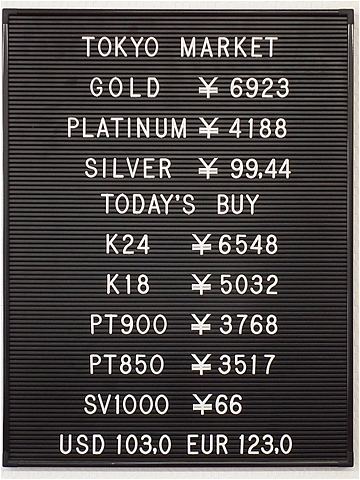 TOKYO MARKET
GOLD ¥ 6923
PLATINUM ¥ 4188
SILVER ¥ 99,44
TODAY'S BUY
K24 ¥ 6548
K18 ¥ 5032
PT900 ¥ 3768
PT850 ¥ 3517
SV1000 ¥66
USD 103,0 EUR 123,0